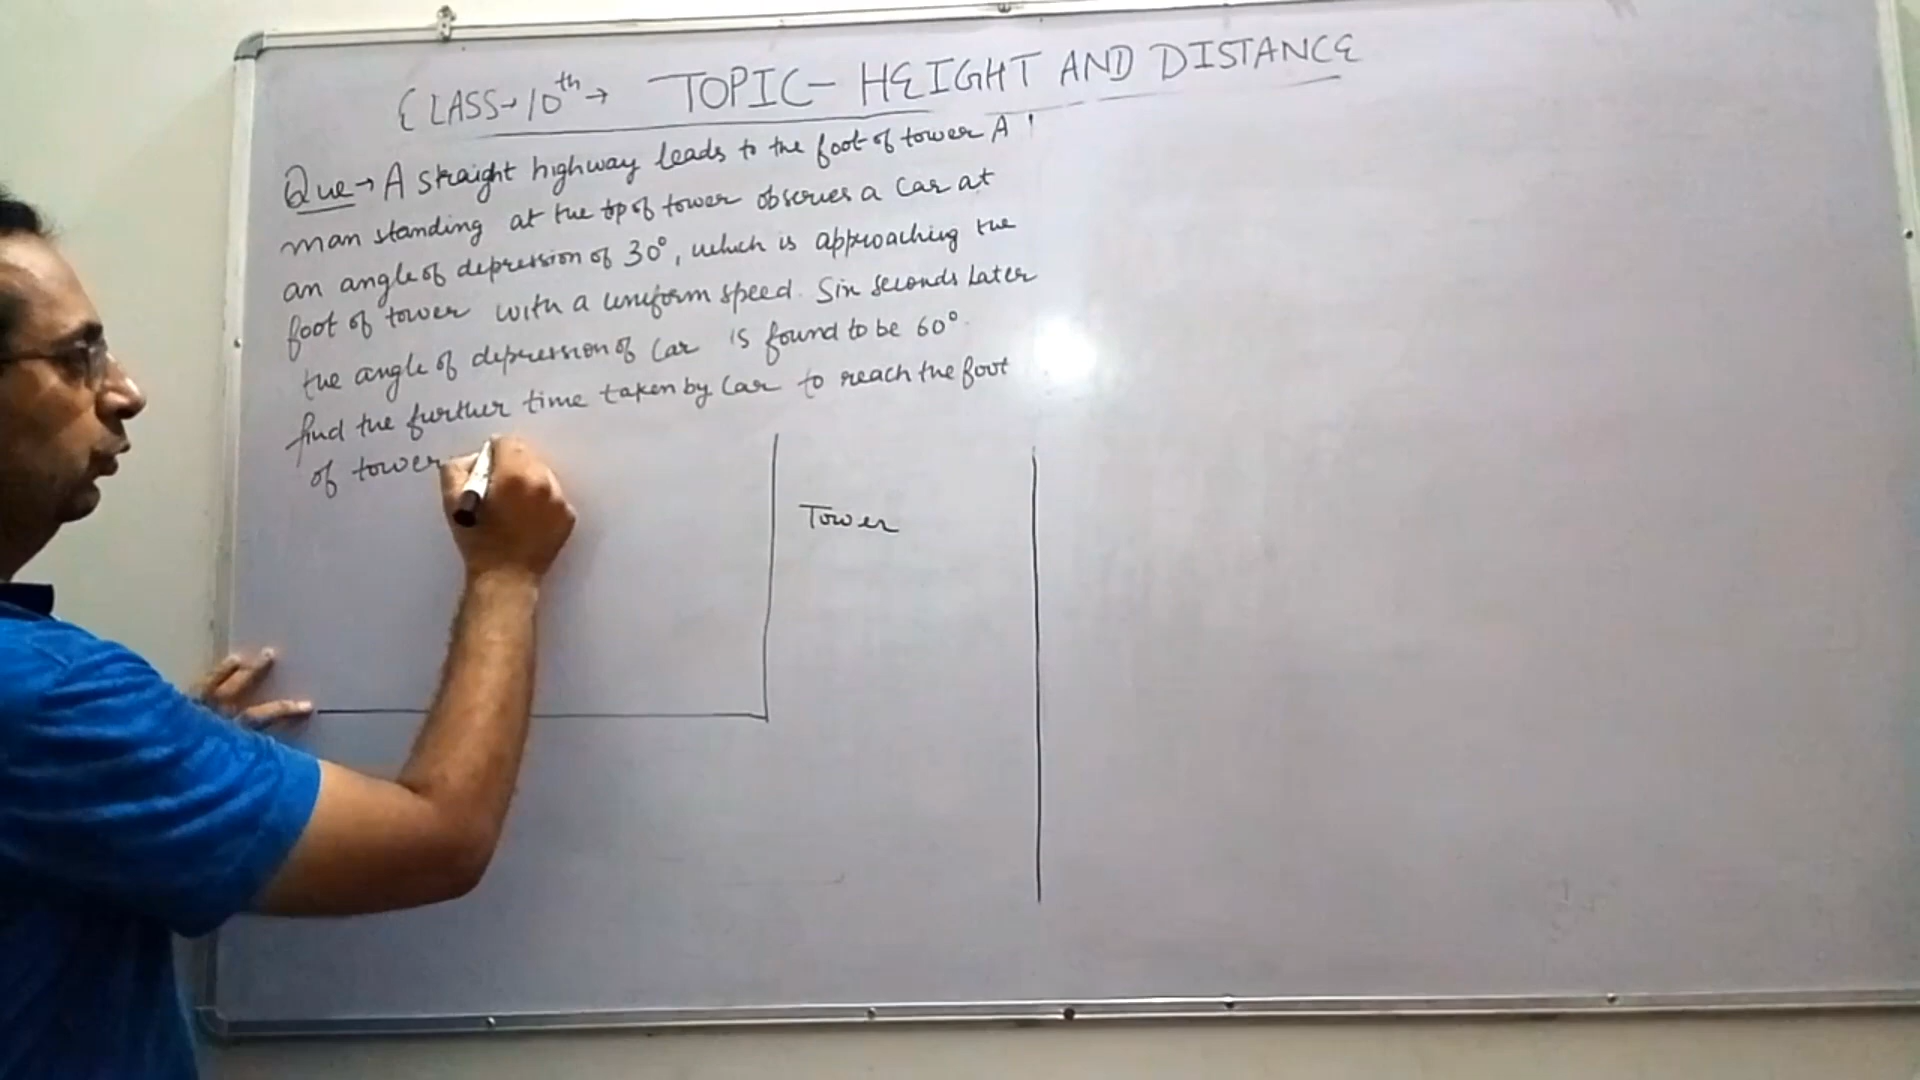 CLASS→10th→ TOPIC- HEIGHT AND DISTANCE
Que→ A straight highway leads to the foot of tower A
man standing at the top of tower observes a Car at
an angle of depression of 30°, which is approaching the
foot of tower with a uniform speed. Six seconds Later
the angle of depression of Car is found to be 60°.
find the further time taken by Car to reach the foot
of tower
Tower